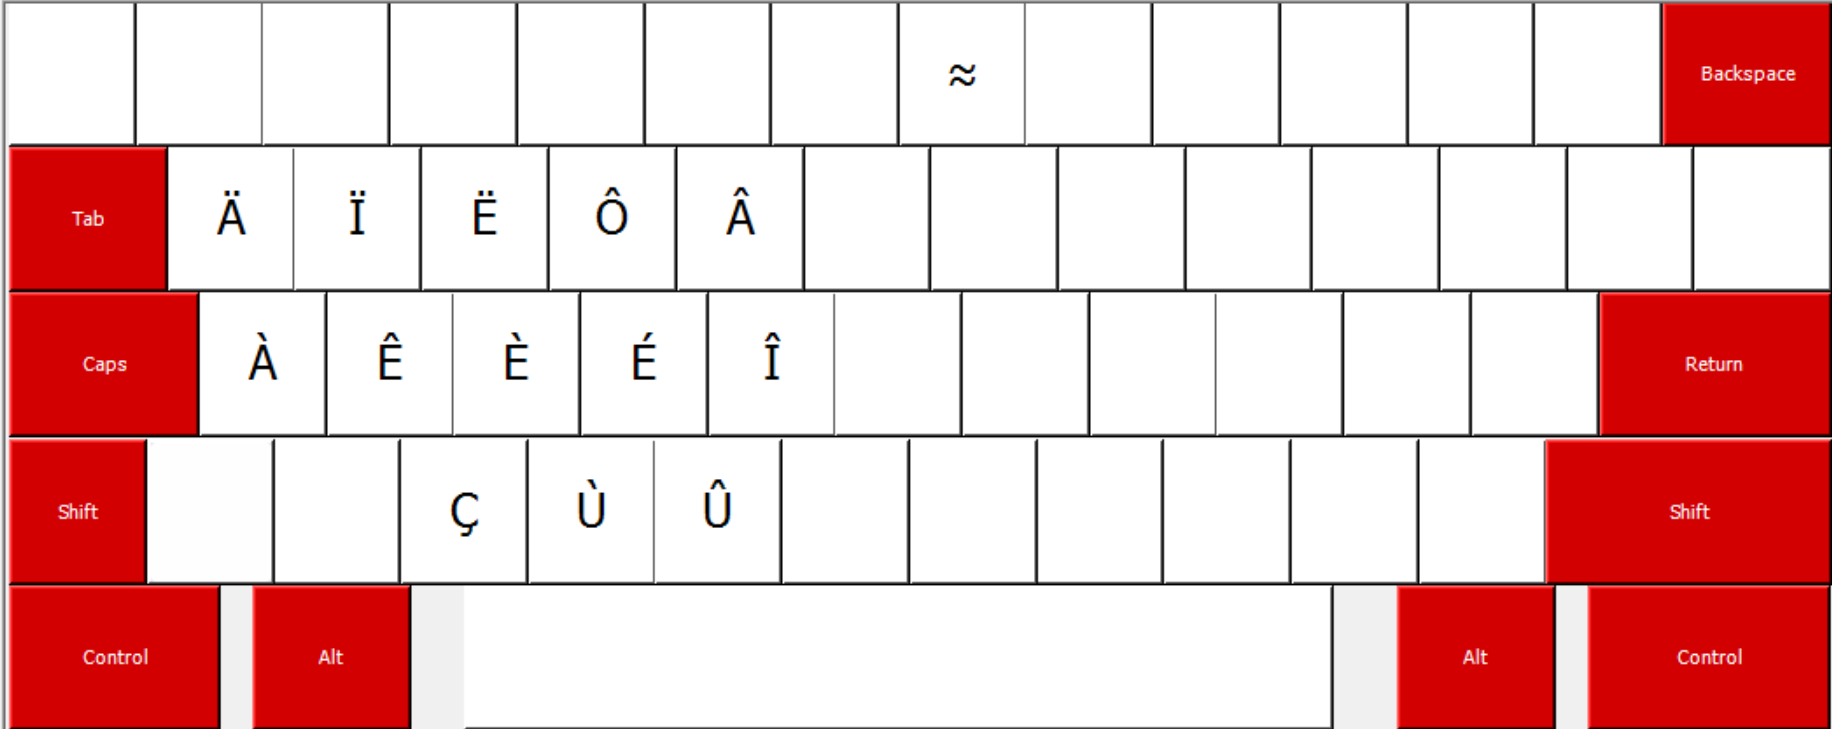 ≈ Backspace
Tab Ä Ï Ë Ô Â
Caps À Ê È É Î Return
Shift Ç Ù Û Shift
Control Alt Alt Control